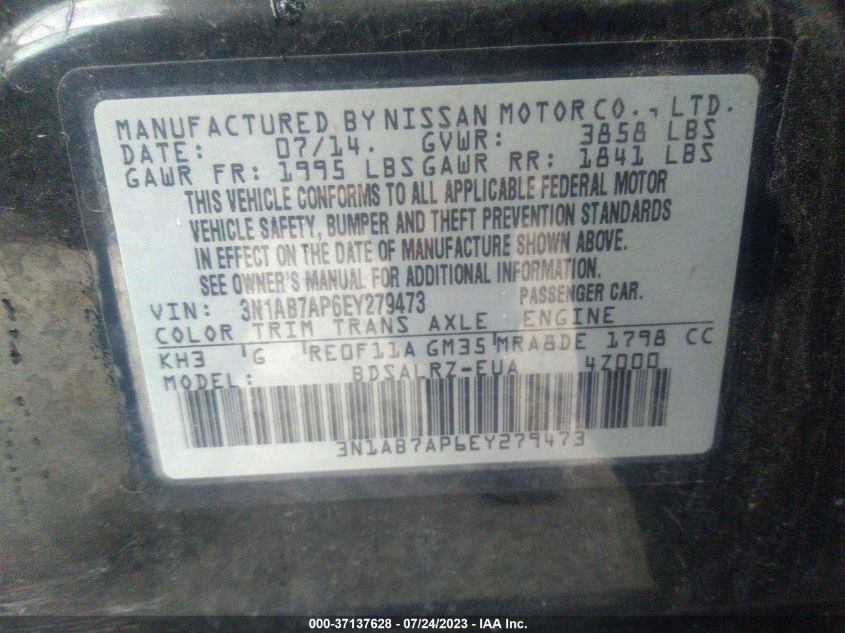 MANUFACTURED BY NISSAN MOTOR CO., LTD.
DATE: 07/14. GVWR: 3858 LBS
GAWR FR: 1995 LBS GAWR RR: 1841 LBS
THIS VEHICLE CONFORMS TO ALL APPLICABLE FEDERAL MOTOR
VEHICLE SAFETY, BUMPER AND THEFT PREVENTION STANDARDS
IN EFFECT ON THE DATE OF MANUFACTURE SHOWN ABOVE.
SEE OWNER'S MANUAL FOR ADDITIONAL INFORMATION.
VIN: 3N1AB7AP6EY279473 PASSENGER CAR.
COLOR TRIM TRANS AXLE ENGINE
KH3 G RE0F11A GM35 MRA8DE 1798 CC
MODEL: BDSALRZ-EUA 4Z000
3N1AB7AP6EY279473
000-37137628 - 07/24/2023 - IAA Inc.